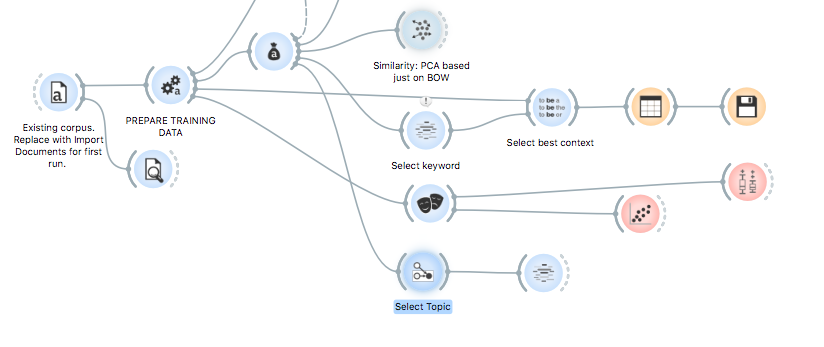 Similarity: PCA based
just on BOW
Existing corpus.
Replace with Import
Documents for first
run.
PREPARE TRAINING
DATA
a
a
a
!
to be a
to be the
to be or
Select best context
Select keyword
Select Topic